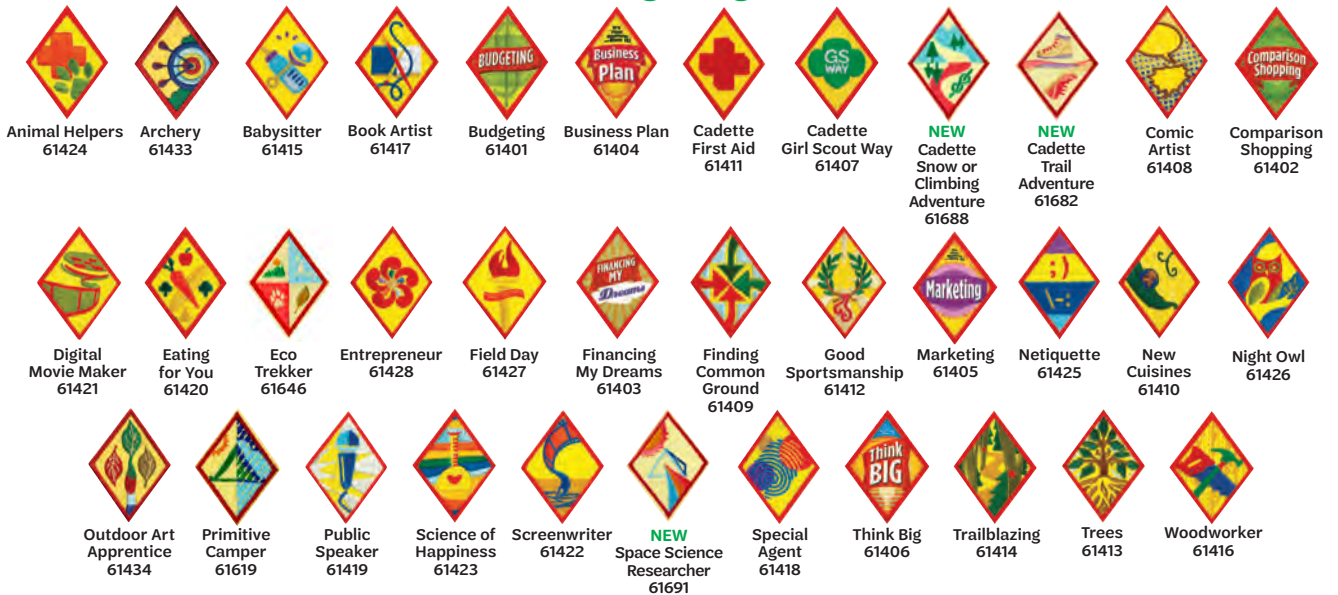 BUDGETING
Business
Plan
GS
WAY
Comparison
Shopping
Animal Helpers
61424
Archery
61433
Babysitter
61415
Book Artist
61417
Budgeting
61401
Business Plan
61404
Cadette
First Aid
61411
Cadette
Girl Scout Way
61407
NEW
Cadette
Snow or
Climbing
Adventure
61688
NEW
Cadette
Trail
Adventure
61682
Comic
Artist
61408
Comparison
Shopping
61402
FINANCING
MY
Dreams
Marketing
;)
\-:
Digital
Movie Maker
61421
Eating
for You
61420
Eco
Trekker
61646
Entrepreneur
61428
Field Day
61427
Financing
My Dreams
61403
Finding
Common
Ground
61409
Good
Sportsmanship
61412
Marketing
61405
Netiquette
61425
New
Cuisines
61410
Night Owl
61426
Think
BIG
Outdoor Art
Apprentice
61434
Primitive
Camper
61619
Public
Speaker
61419
Science of
Happiness
61423
Screenwriter
61422
NEW
Space Science
Researcher
61691
Special
Agent
61418
Think Big
61406
Trailblazing
61414
Trees
61413
Woodworker
61416